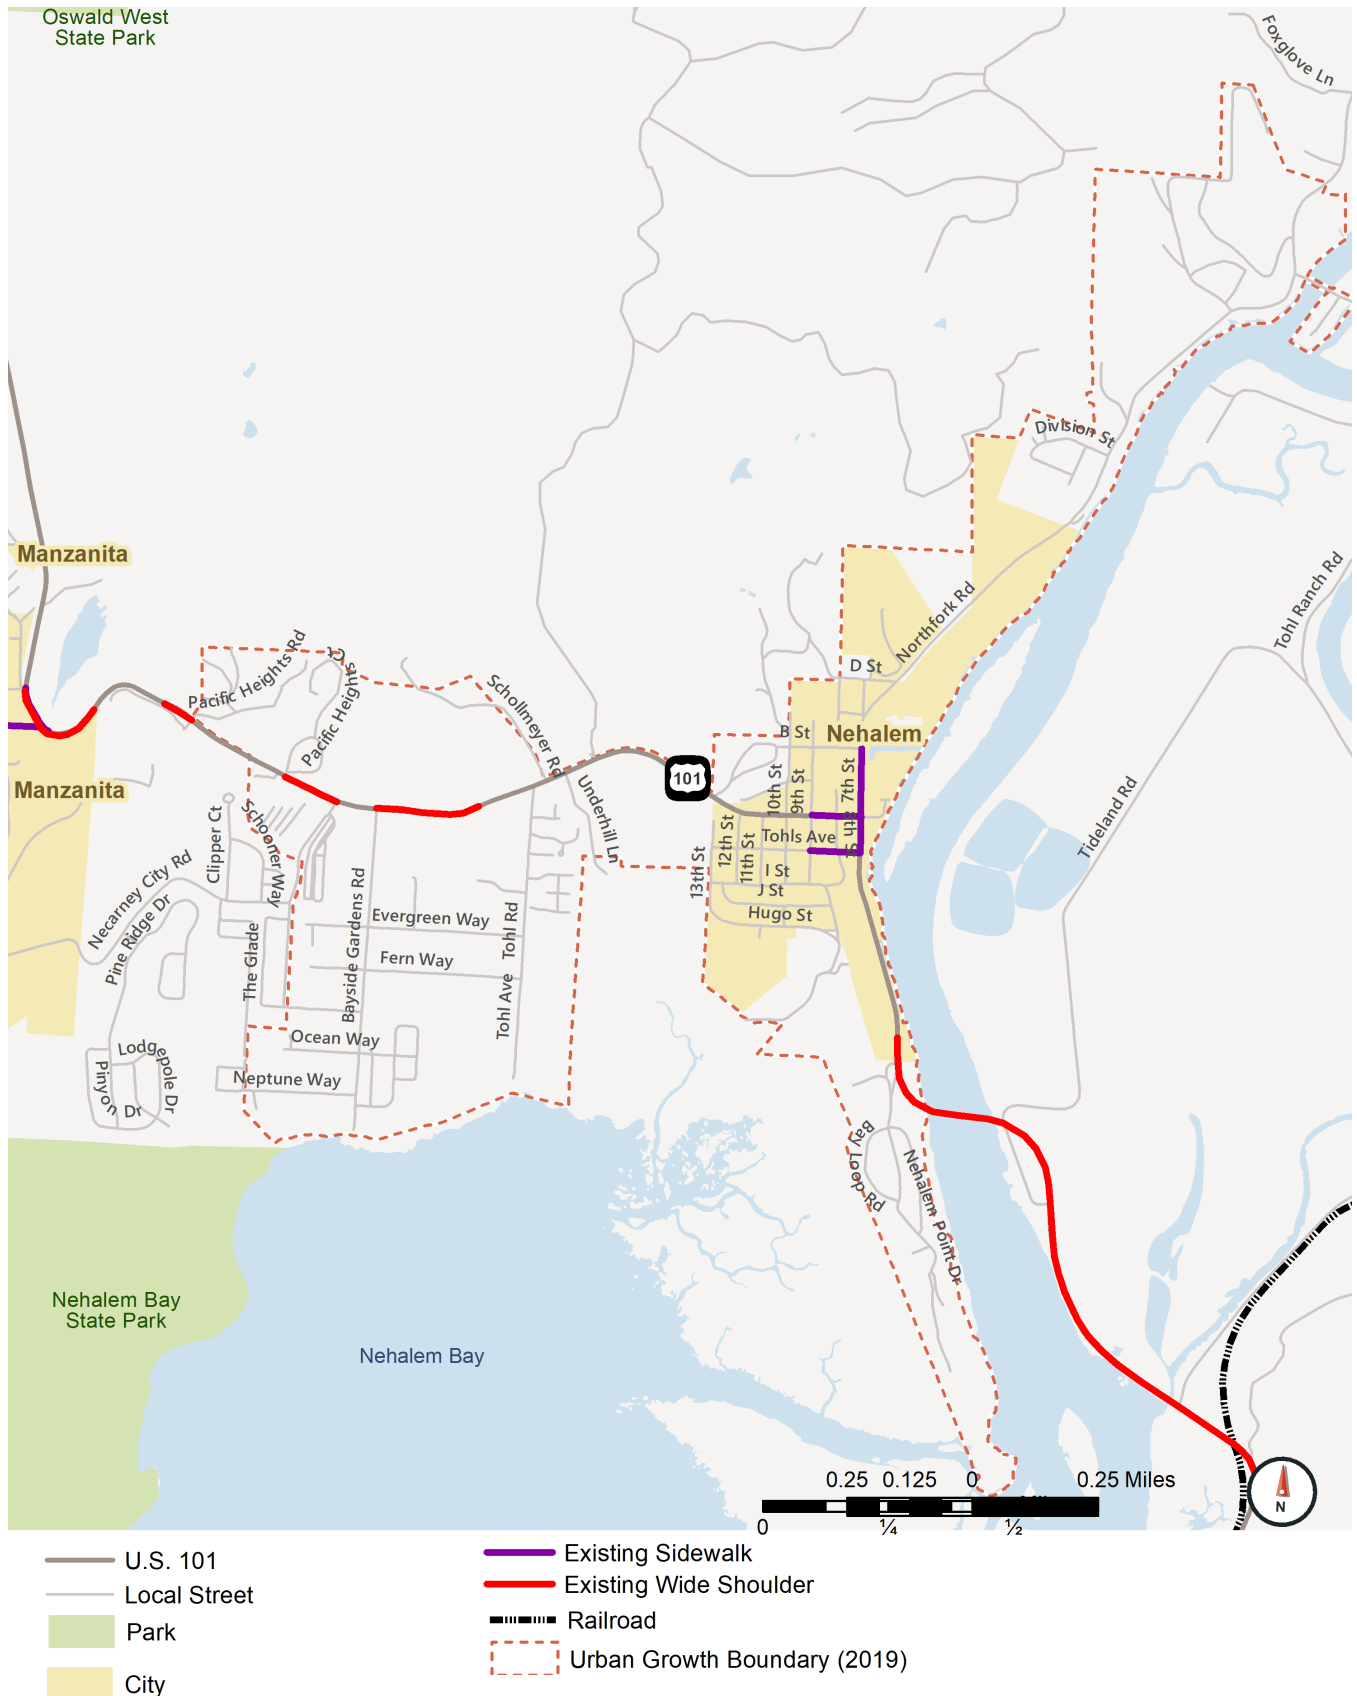 Oswald West
State Park
Foxglove Ln
Division St
Manzanita
Tohl Ranch Rd
Northfork Rd
D St
Pacific Heights Rd
Pacific Heights Ct
Schollmeyer Rd
B St
Nehalem
101
Manzanita
Underhill Ln
10th St
9th St
7th St
8th St
Tideland Rd
Clipper Ct
Schooner Way
12th St
11th St
Tohls Ave
13th St
I St
J St
Hugo St
Necarney City Rd
Pine Ridge Dr
The Glade
Bayside Gardens Rd
Evergreen Way
Tohl Rd
Fern Way
Tohl Ave
Ocean Way
Lodgepole Dr
Pinyon Dr
Neptune Way
Bay Loop Rd
Nehalem Point Dr
Nehalem Bay
State Park
Nehalem Bay
0.25 0.125 0 0.25 Miles
0 ¼ ½
N
U.S. 101
Local Street
Park
City
Existing Sidewalk
Existing Wide Shoulder
Railroad
Urban Growth Boundary (2019)